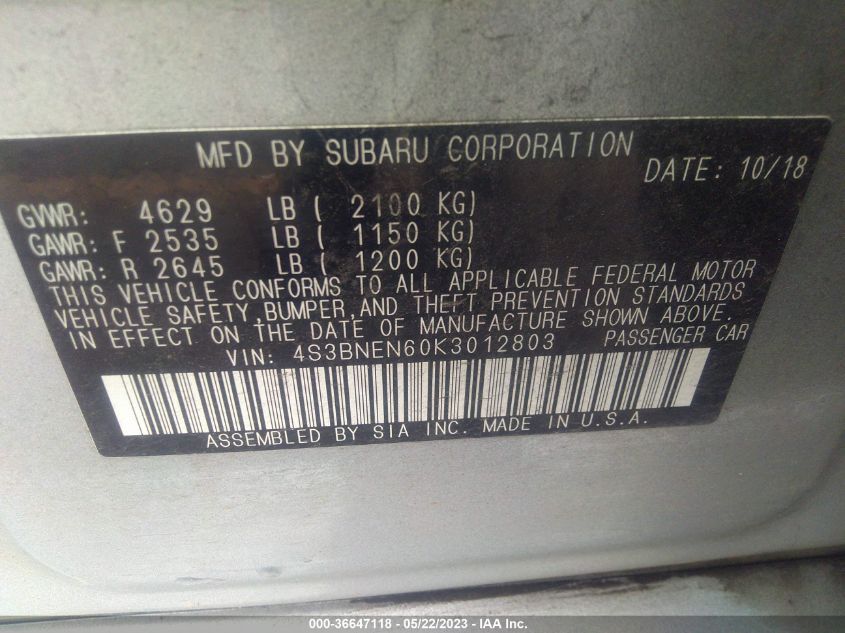 MFD BY SUBARU CORPORATION
DATE: 10/18
GVWR: 4629 LB ( 2100 KG)
GAWR: F 2535 LB ( 1150 KG)
GAWR: R 2645 LB ( 1200 KG)
THIS VEHICLE CONFORMS TO ALL APPLICABLE FEDERAL MOTOR
VEHICLE SAFETY,BUMPER,AND THEFT PREVENTION STANDARDS
IN EFFECT ON THE DATE OF MANUFACTURE SHOWN ABOVE.
VIN: 4S3BNEN60K3012803 PASSENGER CAR
ASSEMBLED BY SIA INC. MADE IN U.S.A.
000-36647118 - 05/22/2023 - IAA Inc.